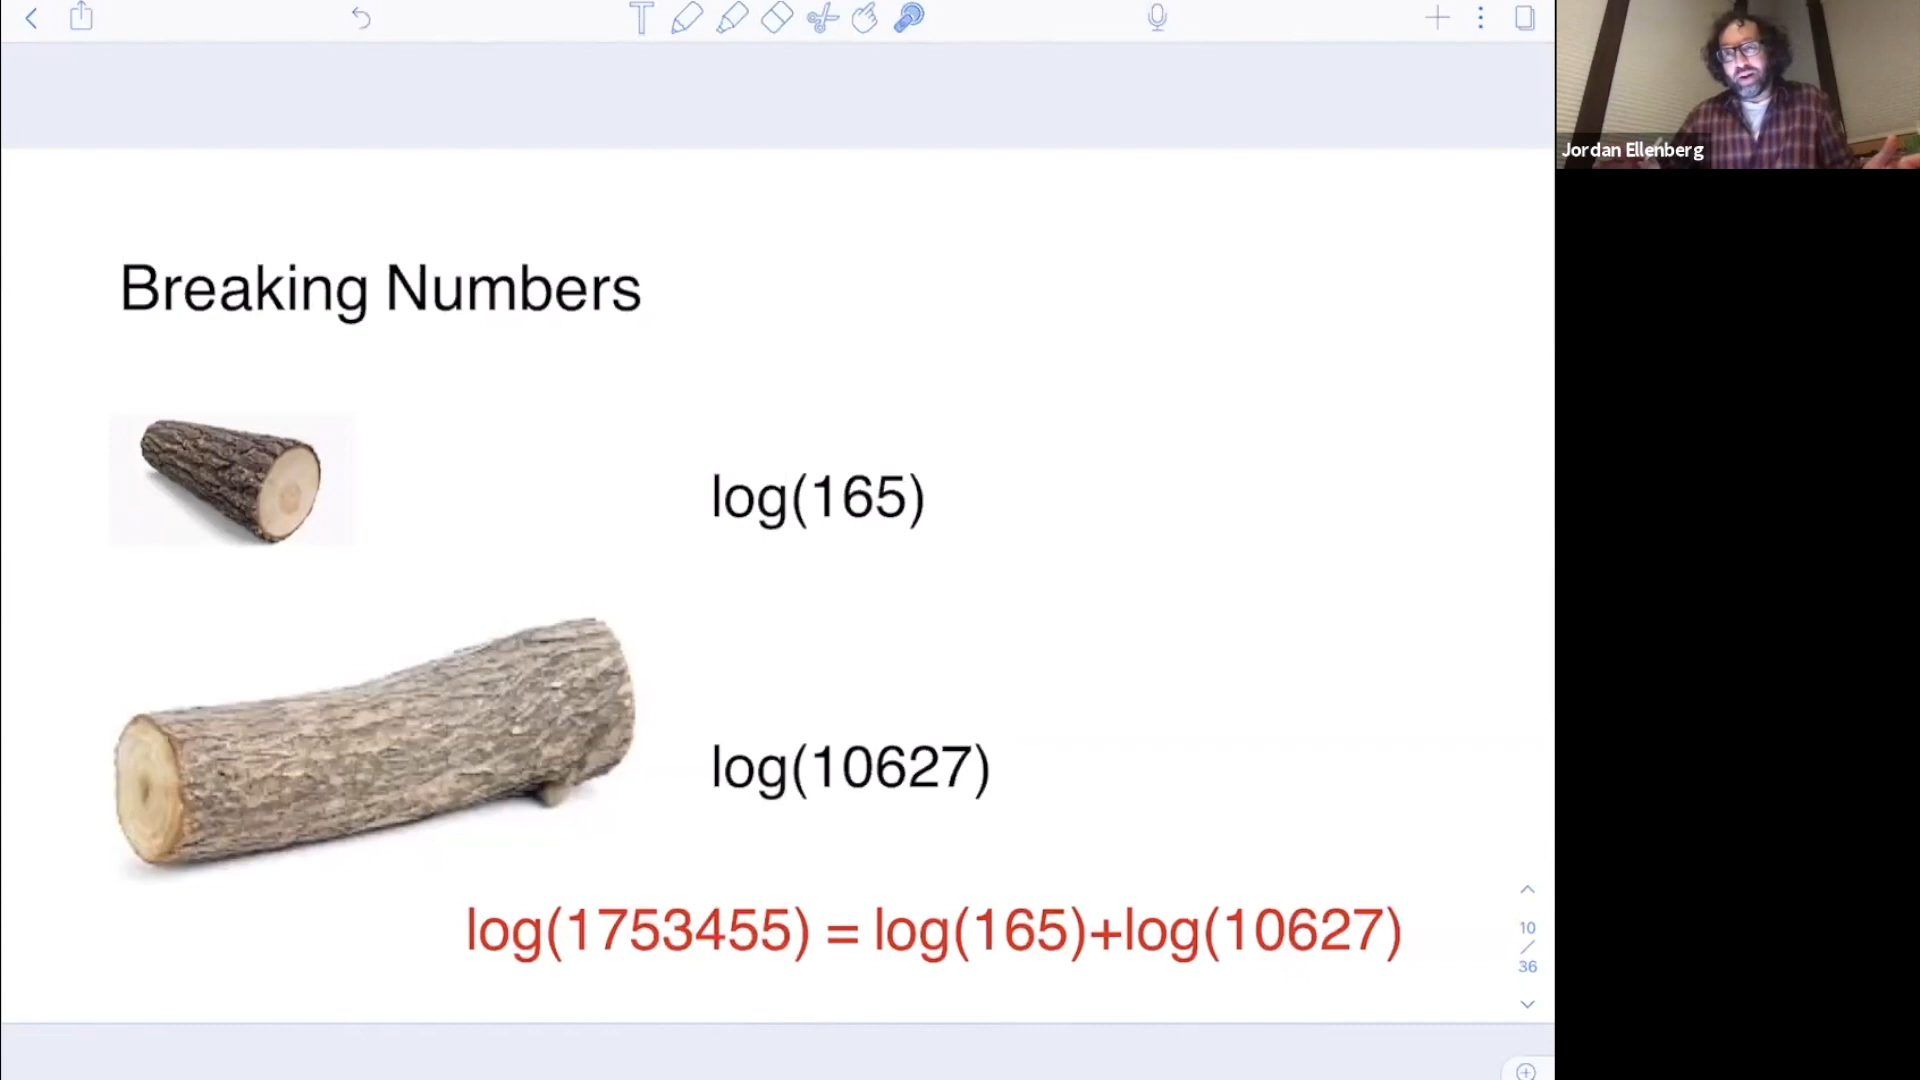 Jordan Ellenberg
Breaking Numbers
log(165)
log(10627)
log(1753455) = log(165)+log(10627)
10
/
36